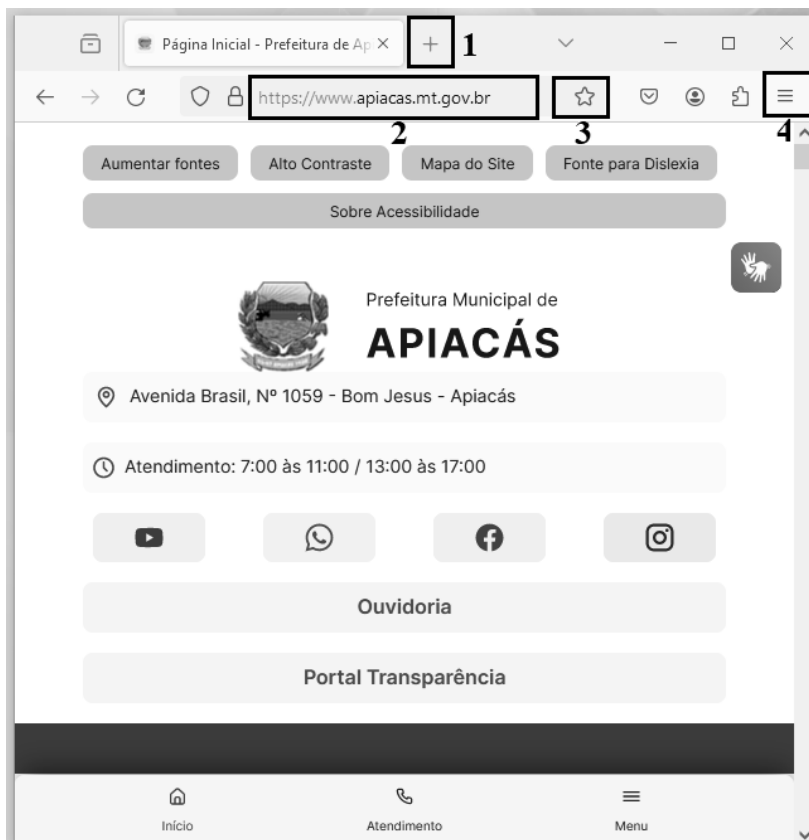 Página Inicial - Prefeitura de Ap
1
https://www.apiacas.mt.gov.br
2
3
4
Aumentar fontes
Alto Contraste
Mapa do Site
Fonte para Dislexia
Sobre Acessibilidade
Prefeitura Municipal de
APIACÁS
Avenida Brasil, Nº 1059 - Bom Jesus - Apiacás
Atendimento: 7:00 às 11:00 / 13:00 às 17:00
Ouvidoria
Portal Transparência
Início
Atendimento
Menu